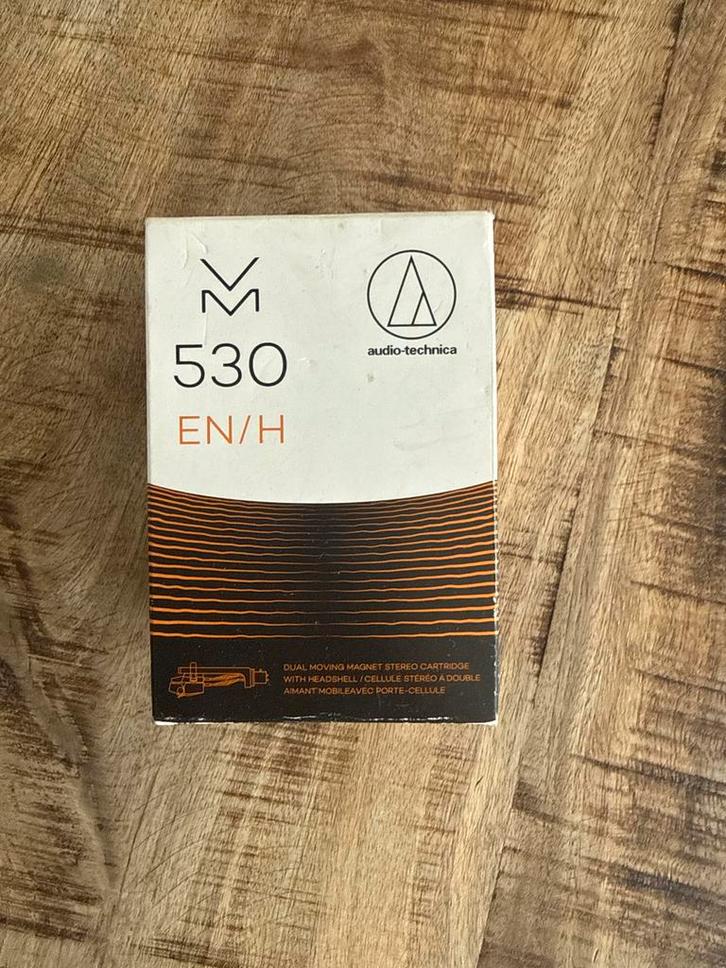 VM
530
EN/H
audio-technica
DUAL MOVING MAGNET STEREO CARTRIDGE
WITH HEADSHELL / CELLULE STÉRÉO À DOUBLE
AIMANT MOBILEAVEC PORTE-CELLULE